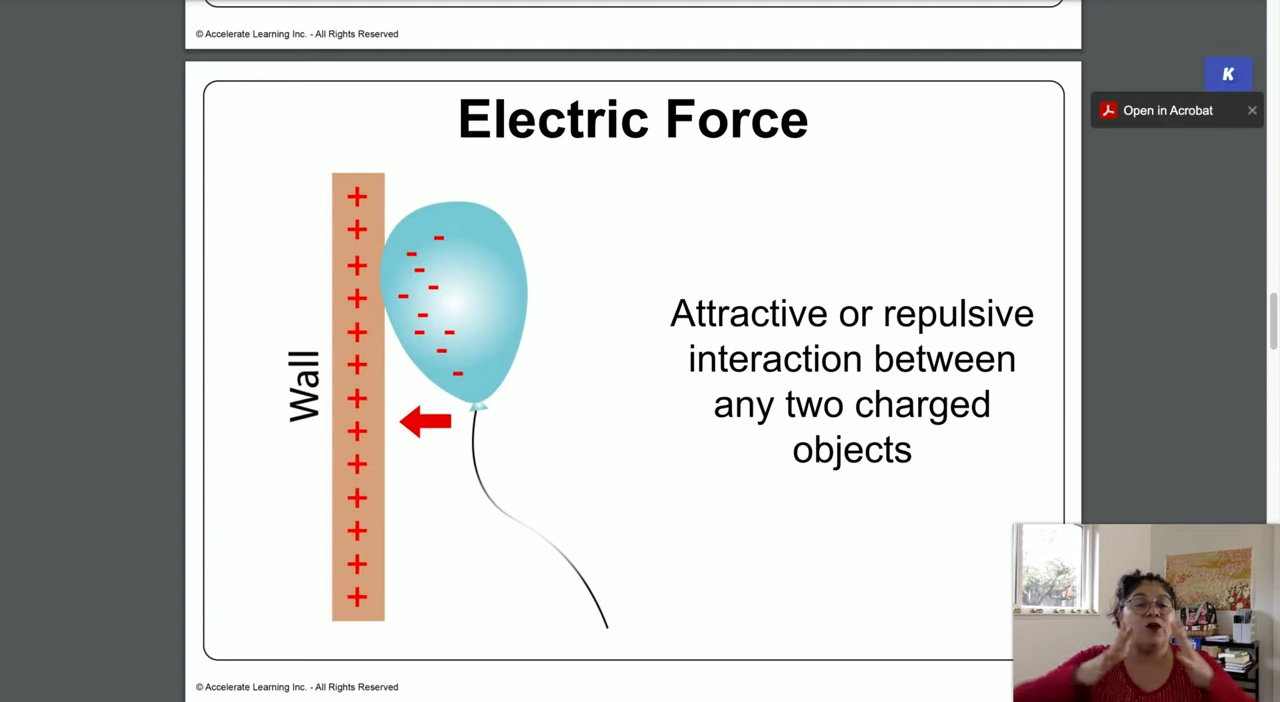 © Accelerate Learning Inc. - All Rights Reserved
K
Open in Acrobat
Electric Force
Wall
+
+
+
+
+
+
+
+
+
+
+
+
+
-
-
-
-
-
-
-
-
-
-
Attractive or repulsive
interaction between
any two charged
objects
© Accelerate Learning Inc. - All Rights Reserved